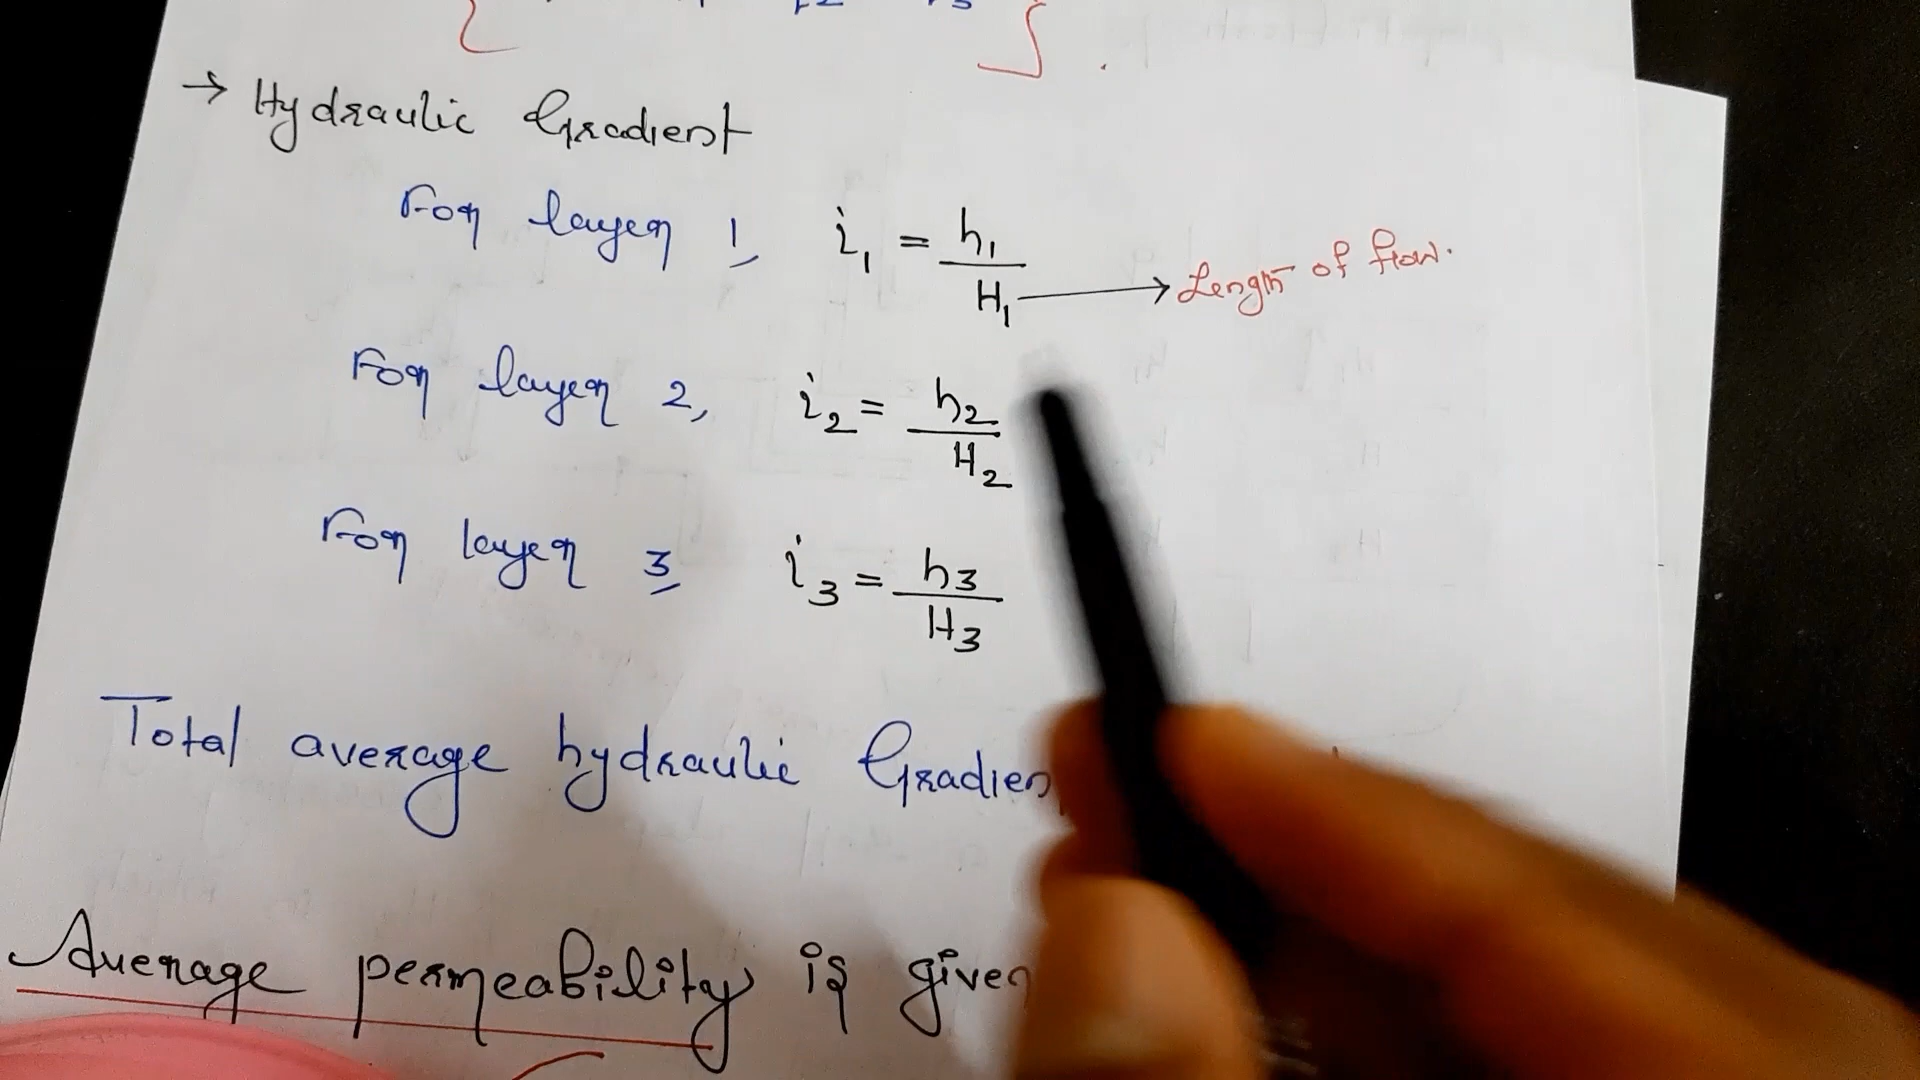 → Hydraulic Gradient
For layer 1, i₁ = h₁/H₁ → Length of flow.
For layer 2, i₂ = h₂/H₂
For layer 3 i₃ = h₃/H₃
Total average hydraulic Gradien
Average permeability is given